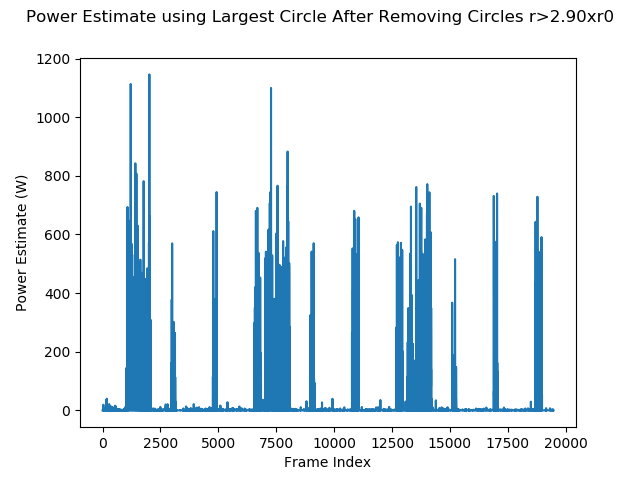 Power Estimate using Largest Circle After Removing Circles r>2.90xr0
1200
1000
800
600
400
200
0
Power Estimate (W)
0 2500 5000 7500 10000 12500 15000 17500 20000
Frame Index